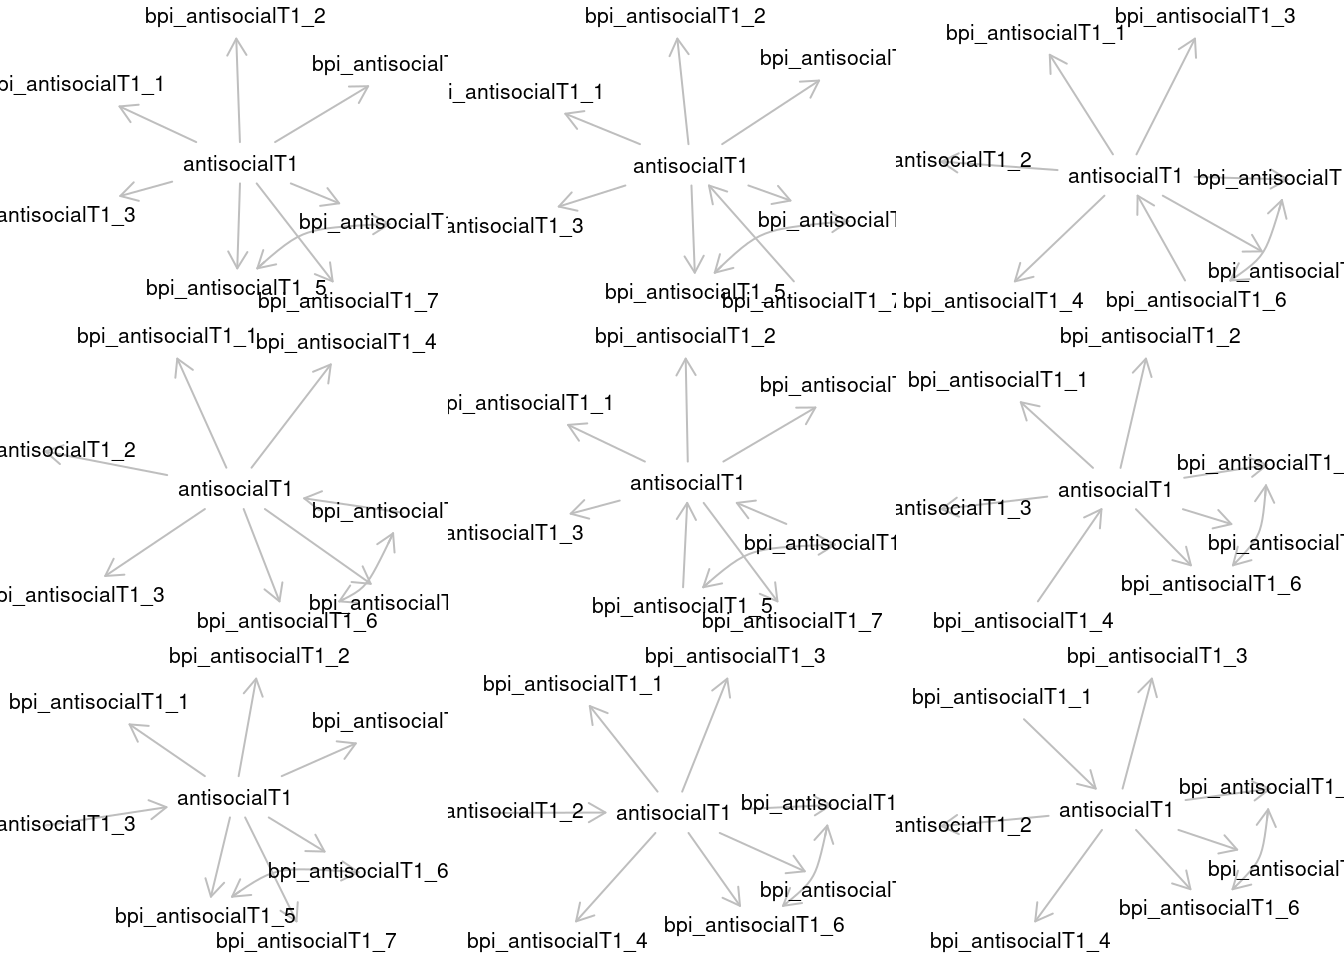 bpi_antisocialT1_2
bpi_antisocialT
pi_antisocialT1_1
antisocialT1
antisocialT1_3
bpi_antisocialT
bpi_antisocialT1_5
bpi_antisocialT1_7
bpi_antisocialT1_2
bpi_antisocialT
i_antisocialT1_1
antisocialT1
antisocialT1_3
bpi_antisocialT
bpi_antisocialT1_5
bpi_antisocialT1_7
bpi_antisocialT1_3
bpi_antisocialT1_1
antisocialT1_2
antisocialT1
bpi_antisocialT
bpi_antisocialT
bpi_antisocialT1_4
bpi_antisocialT1_6
bpi_antisocialT1_1
bpi_antisocialT1_4
antisocialT1_2
antisocialT1
bpi_antisocialT
pi_antisocialT1_3
bpi_antisocialT
bpi_antisocialT1_6
bpi_antisocialT1_2
bpi_antisocialT
pi_antisocialT1_1
antisocialT1
antisocialT1_3
bpi_antisocialT1
bpi_antisocialT1_5
bpi_antisocialT1_7
bpi_antisocialT1_2
bpi_antisocialT1_1
bpi_antisocialT1_
antisocialT1
antisocialT1_3
bpi_antisocialT
bpi_antisocialT1_6
bpi_antisocialT1_4
bpi_antisocialT1_2
bpi_antisocialT1_1
bpi_antisocialT
antisocialT1
antisocialT1_3
bpi_antisocialT1_6
bpi_antisocialT1_5
bpi_antisocialT1_7
bpi_antisocialT1_3
bpi_antisocialT1_1
bpi_antisocialT1
antisocialT1_2
antisocialT1
bpi_antisocialT
bpi_antisocialT1_6
bpi_antisocialT1_4
bpi_antisocialT1_3
bpi_antisocialT1_1
bpi_antisocialT1_
antisocialT1
antisocialT1_2
bpi_antisocialT
bpi_antisocialT1_6
bpi_antisocialT1_4